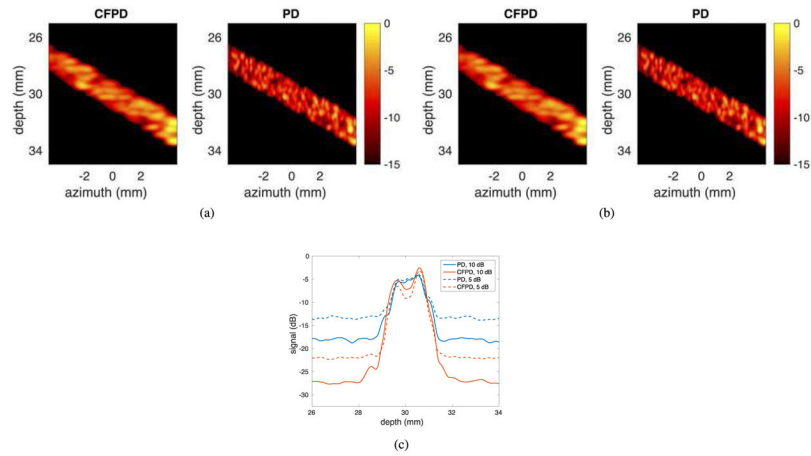 CFPD
PD
CFPD
PD
26
30
34
depth (mm)
-2 0 2
azimuth (mm)
26
30
34
depth (mm)
-2 0 2
azimuth (mm)
0
-5
-10
-15
(a)
26
30
34
depth (mm)
-2 0 2
azimuth (mm)
26
30
34
depth (mm)
-2 0 2
azimuth (mm)
0
-5
-10
-15
(b)
0
-5
-10
-15
-20
-25
-30
signal (dB)
PD, 10 dB
CFPD, 10 dB
PD, 5 dB
CFPD, 5 dB
26 28 30 32 34
depth (mm)
(c)